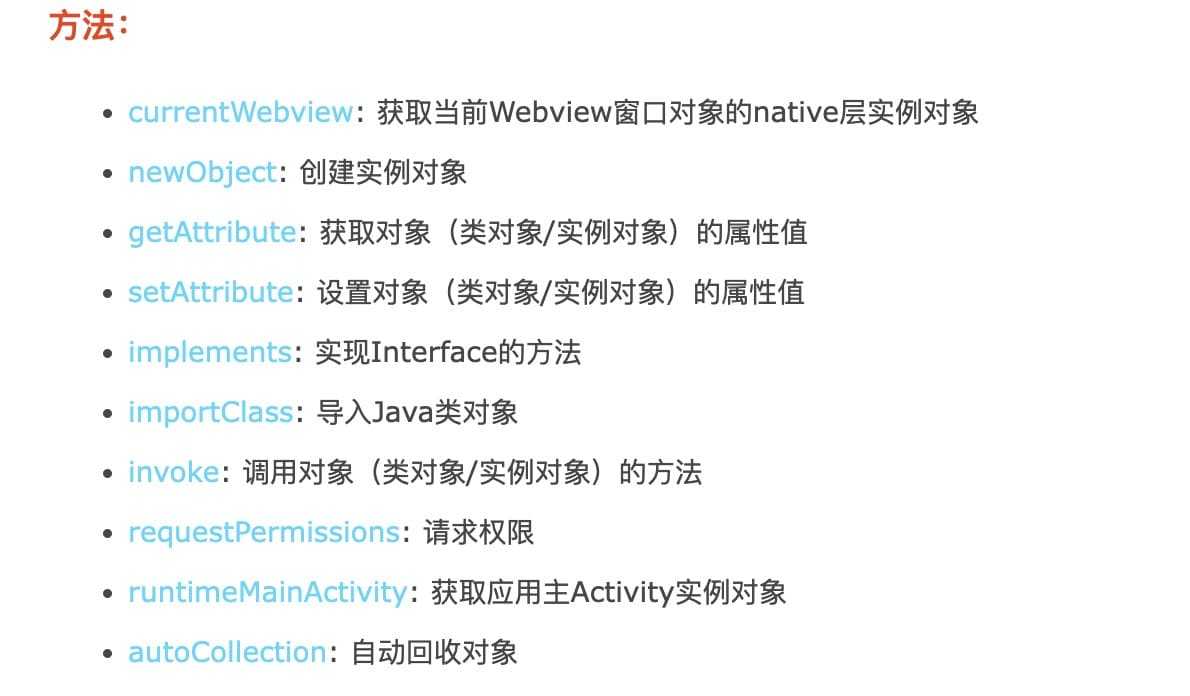 方法：
• currentWebview: 获取当前Webview窗口对象的native层实例对象
• newObject: 创建实例对象
• getAttribute: 获取对象（类对象/实例对象）的属性值
• setAttribute: 设置对象（类对象/实例对象）的属性值
• implements: 实现Interface的方法
• importClass: 导入Java类对象
• invoke: 调用对象（类对象/实例对象）的方法
• requestPermissions: 请求权限
• runtimeMainActivity: 获取应用主Activity实例对象
• autoCollection: 自动回收对象